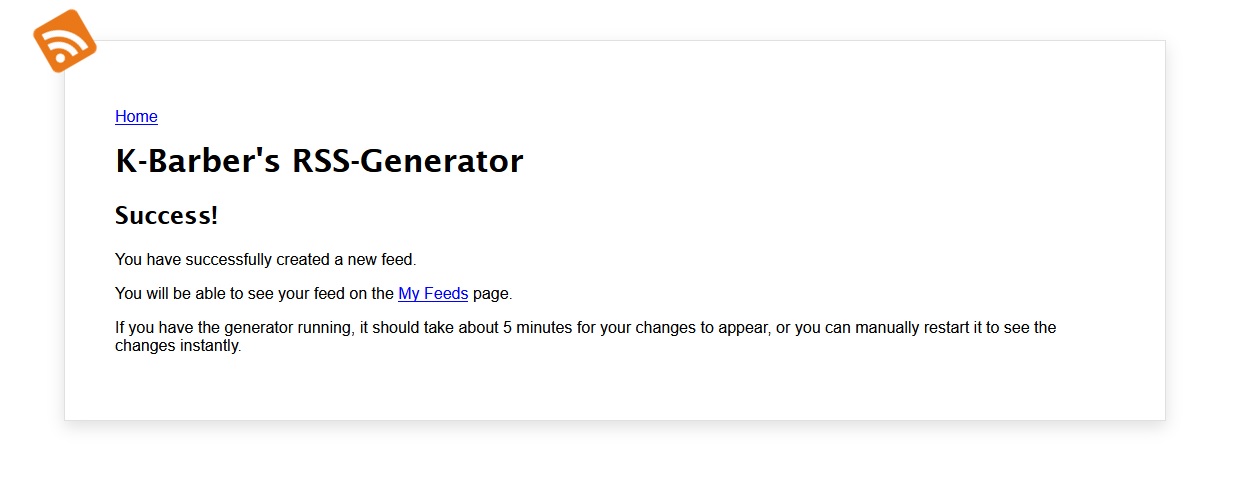 Home
K-Barber's RSS-Generator
Success!
You have successfully created a new feed.
You will be able to see your feed on the My Feeds page.
If you have the generator running, it should take about 5 minutes for your changes to appear, or you can manually restart it to see the
changes instantly.